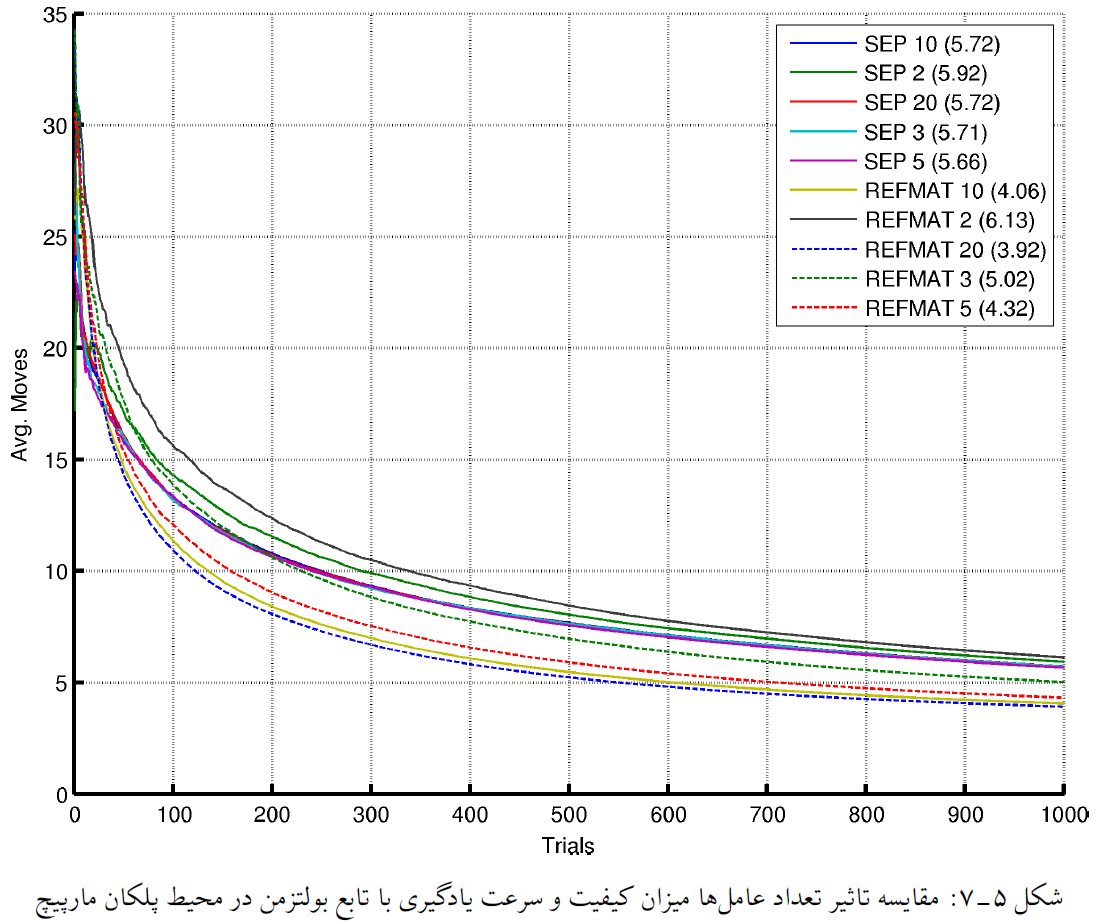 35
30
25
20
15
10
5
0
Avg. Moves
SEP 10 (5.72)
SEP 2 (5.92)
SEP 20 (5.72)
SEP 3 (5.71)
SEP 5 (5.66)
REFMAT 10 (4.06)
REFMAT 2 (6.13)
REFMAT 20 (3.92)
REFMAT 3 (5.02)
REFMAT 5 (4.32)
0 100 200 300 400 500 600 700 800 900 1000
Trials
شکل ۵-۷: مقایسه تاثیر تعداد عامل‌ها میزان کیفیت و سرعت یادگیری با تابع بولتزمن در محیط پلکان مارپیچ